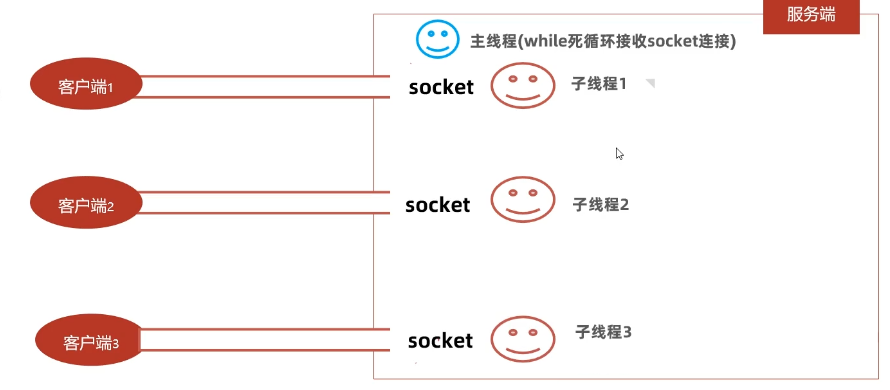 服务端
主线程(while死循环接收socket连接)
客户端1
socket
子线程1
客户端2
socket
子线程2
客户端3
socket
子线程3